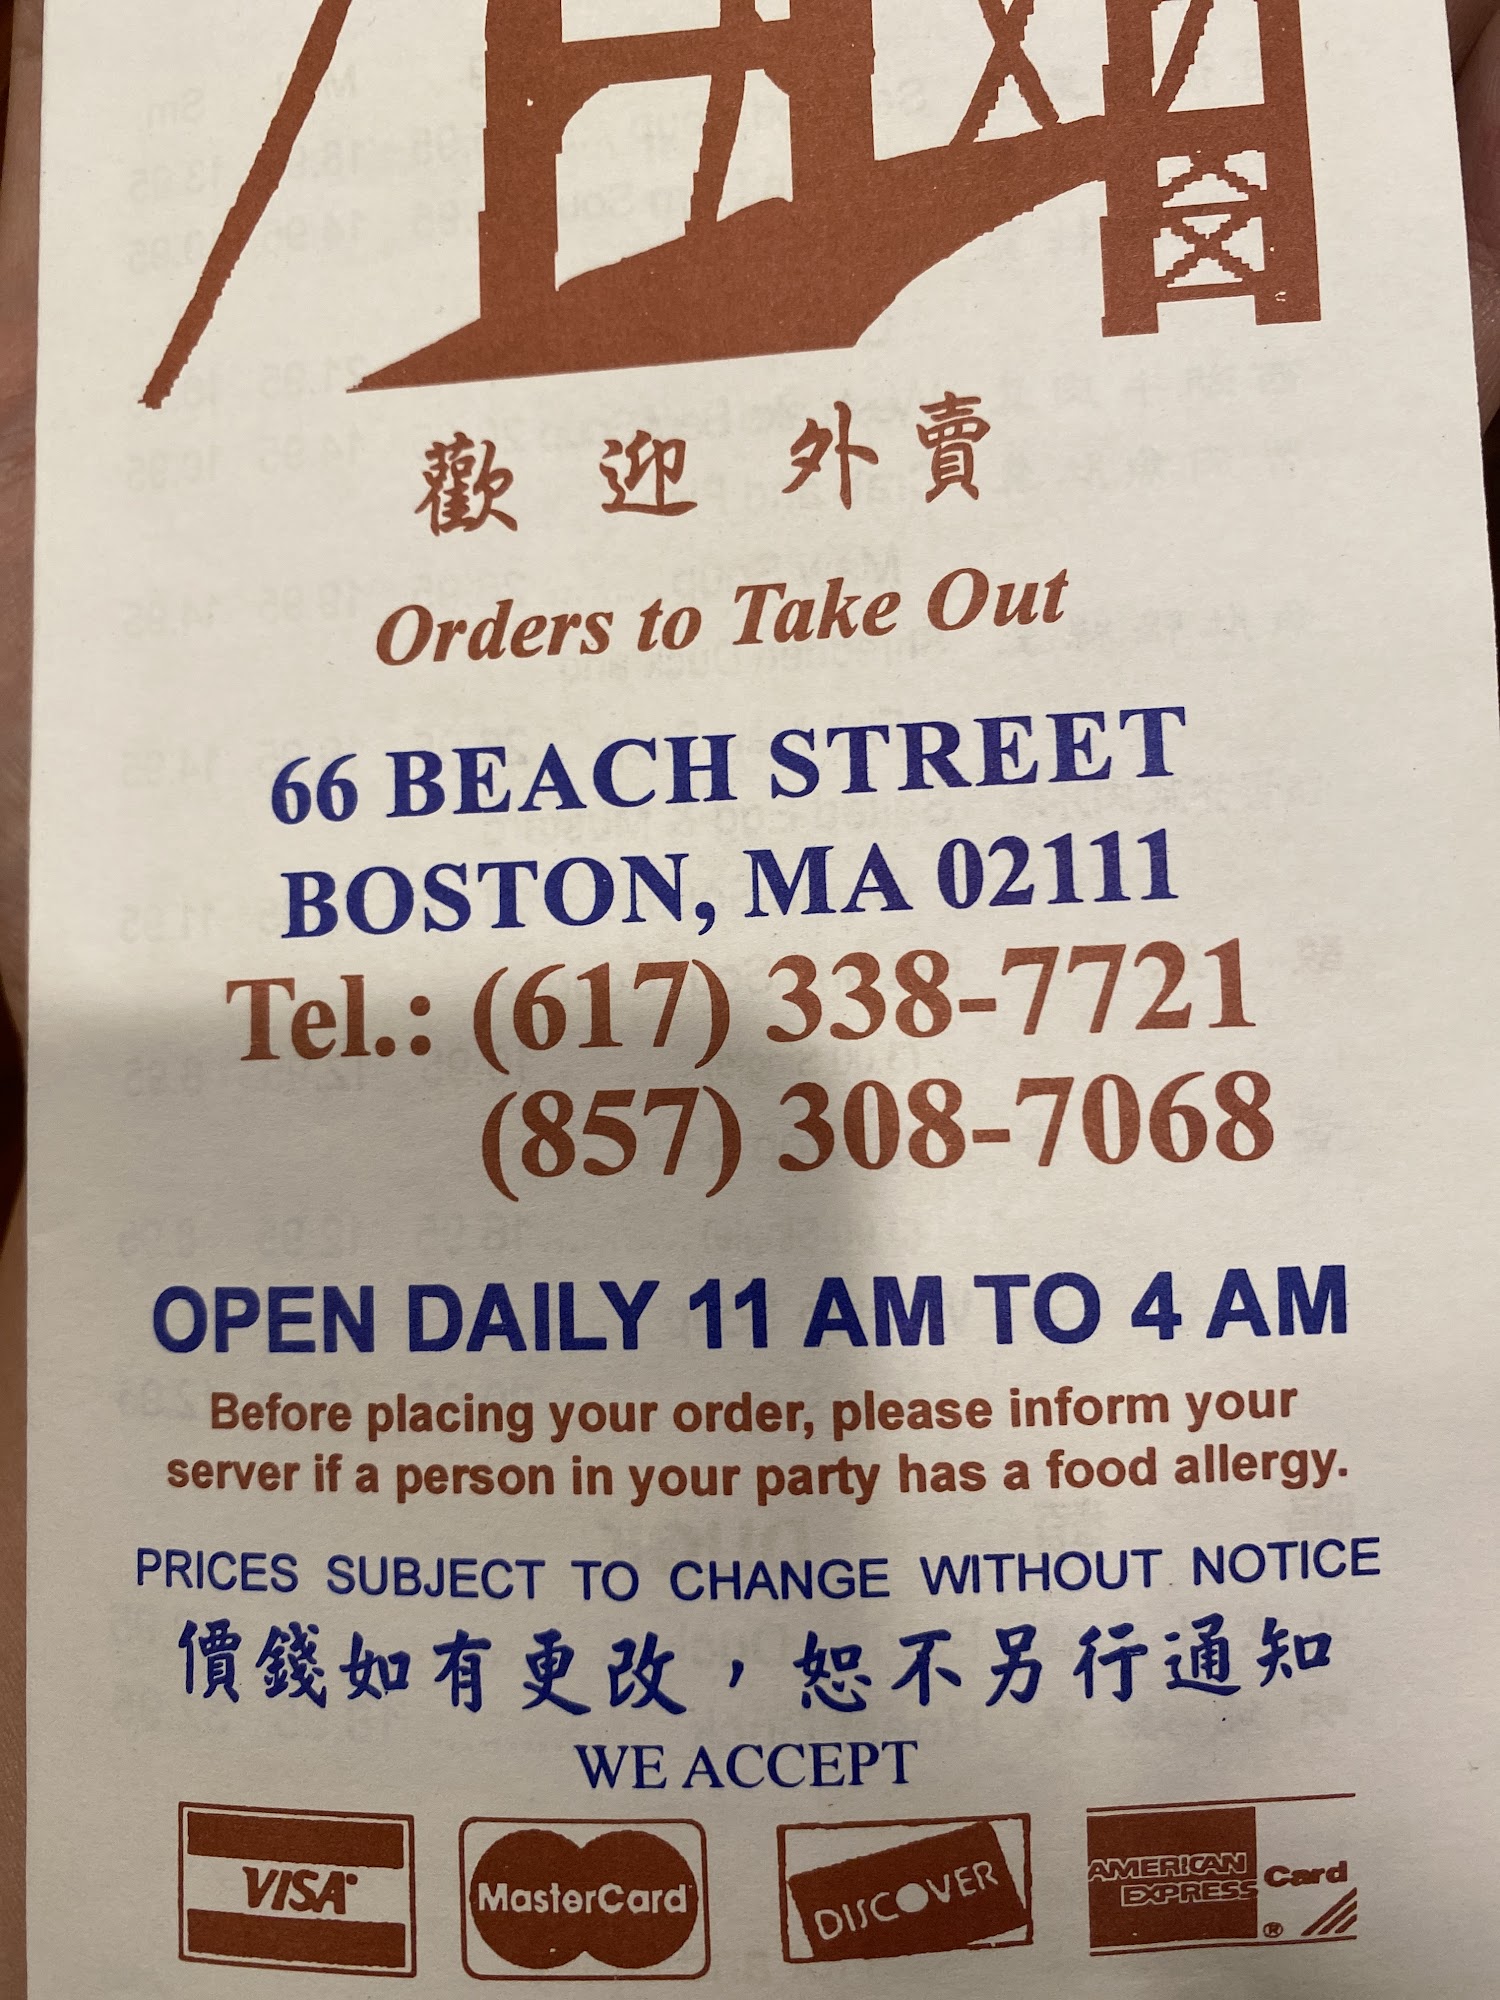 歡迎外賣
Orders to Take Out
66 BEACH STREET
BOSTON, MA 02111
Tel.: (617) 338-7721
(857) 308-7068
OPEN DAILY 11 AM TO 4 AM
Before placing your order, please inform your
server if a person in your party has a food allergy.
PRICES SUBJECT TO CHANGE WITHOUT NOTICE
價錢如有更改，恕不另行通知
WE ACCEPT
VISA
MasterCard
DISCOVER
AMERICAN EXPRESS Card